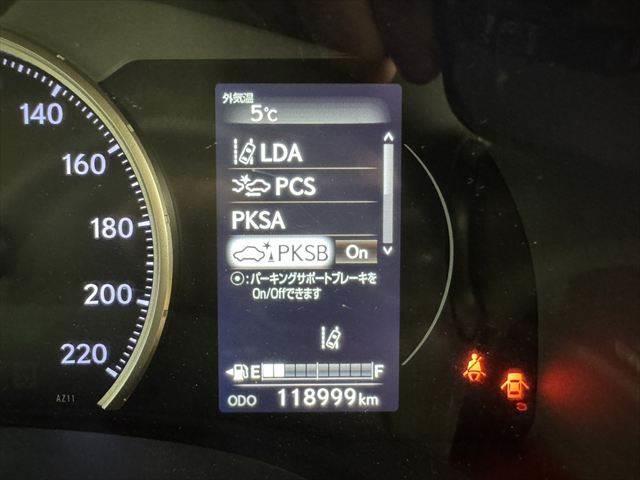 140
160
180
200
220
AZ11
外気温
5℃
LDA
PCS
PKSA
PKSB On
⦿:パーキングサポートブレーキを
On/Offできます
E F
ODO 118999km